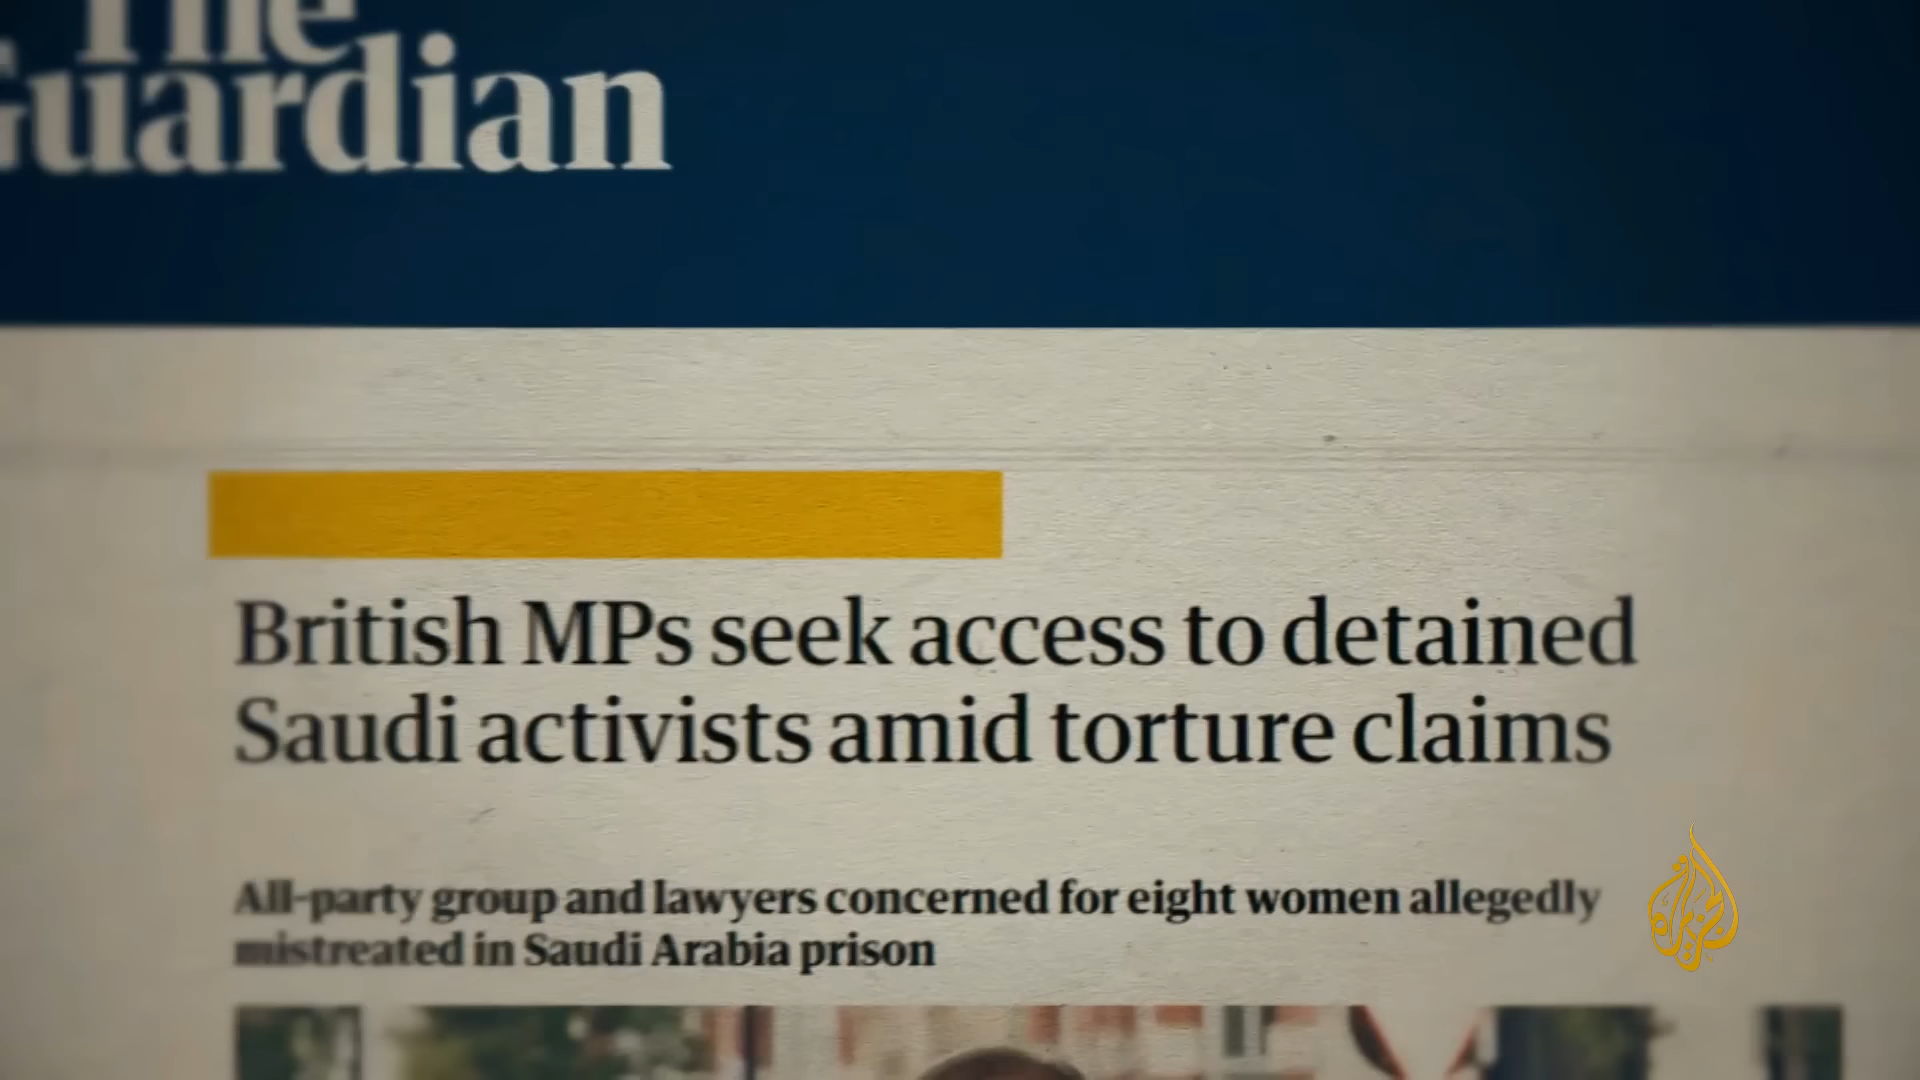 The
Guardian
British MPs seek access to detained
Saudi activists amid torture claims
All-party group and lawyers concerned for eight women allegedly
mistreated in Saudi Arabia prison
الجزيرة